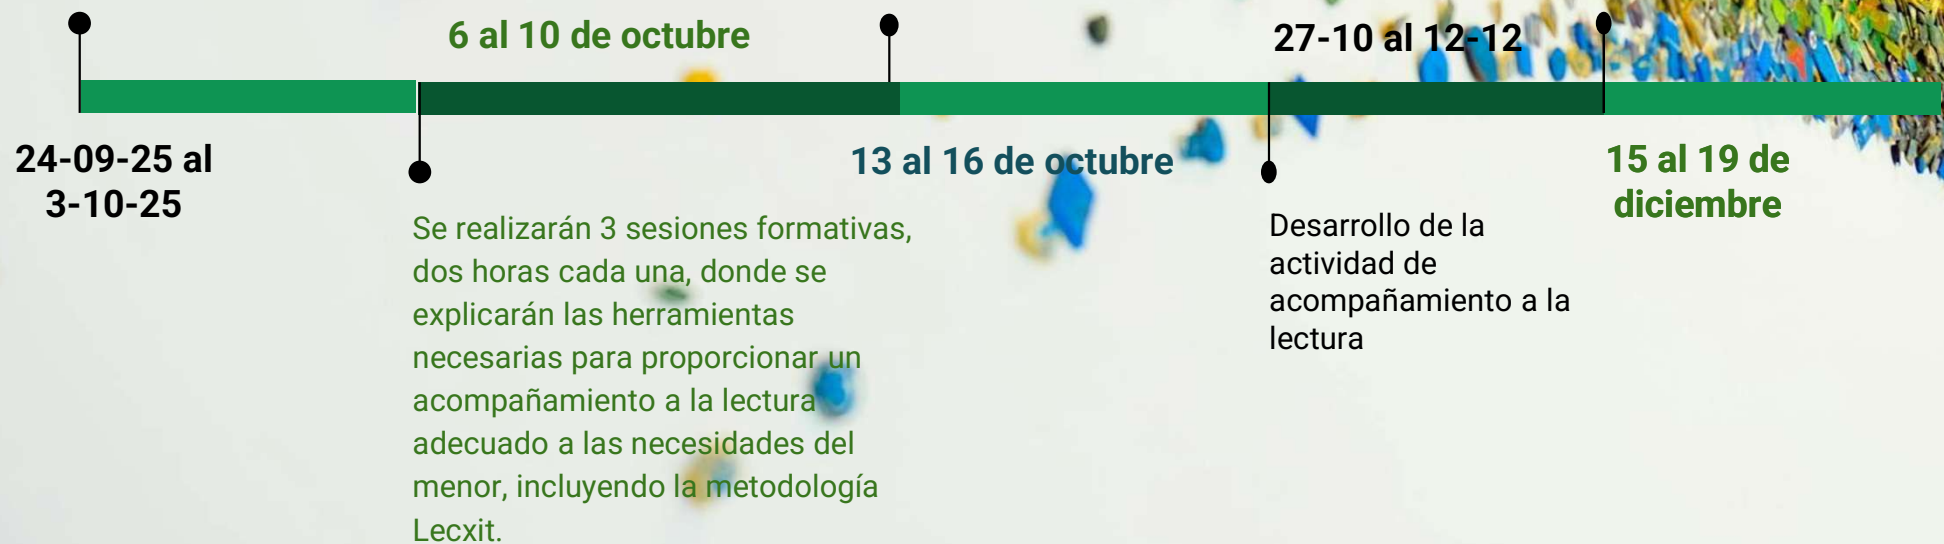 6 al 10 de octubre
27-10 al 12-12
24-09-25 al
3-10-25
13 al 16 de octubre
15 al 19 de
diciembre
Se realizarán 3 sesiones formativas,
dos horas cada una, donde se
explicarán las herramientas
necesarias para proporcionar un
acompañamiento a la lectura
adecuado a las necesidades del
menor, incluyendo la metodología
Lecxit.
Desarrollo de la
actividad de
acompañamiento a la
lectura